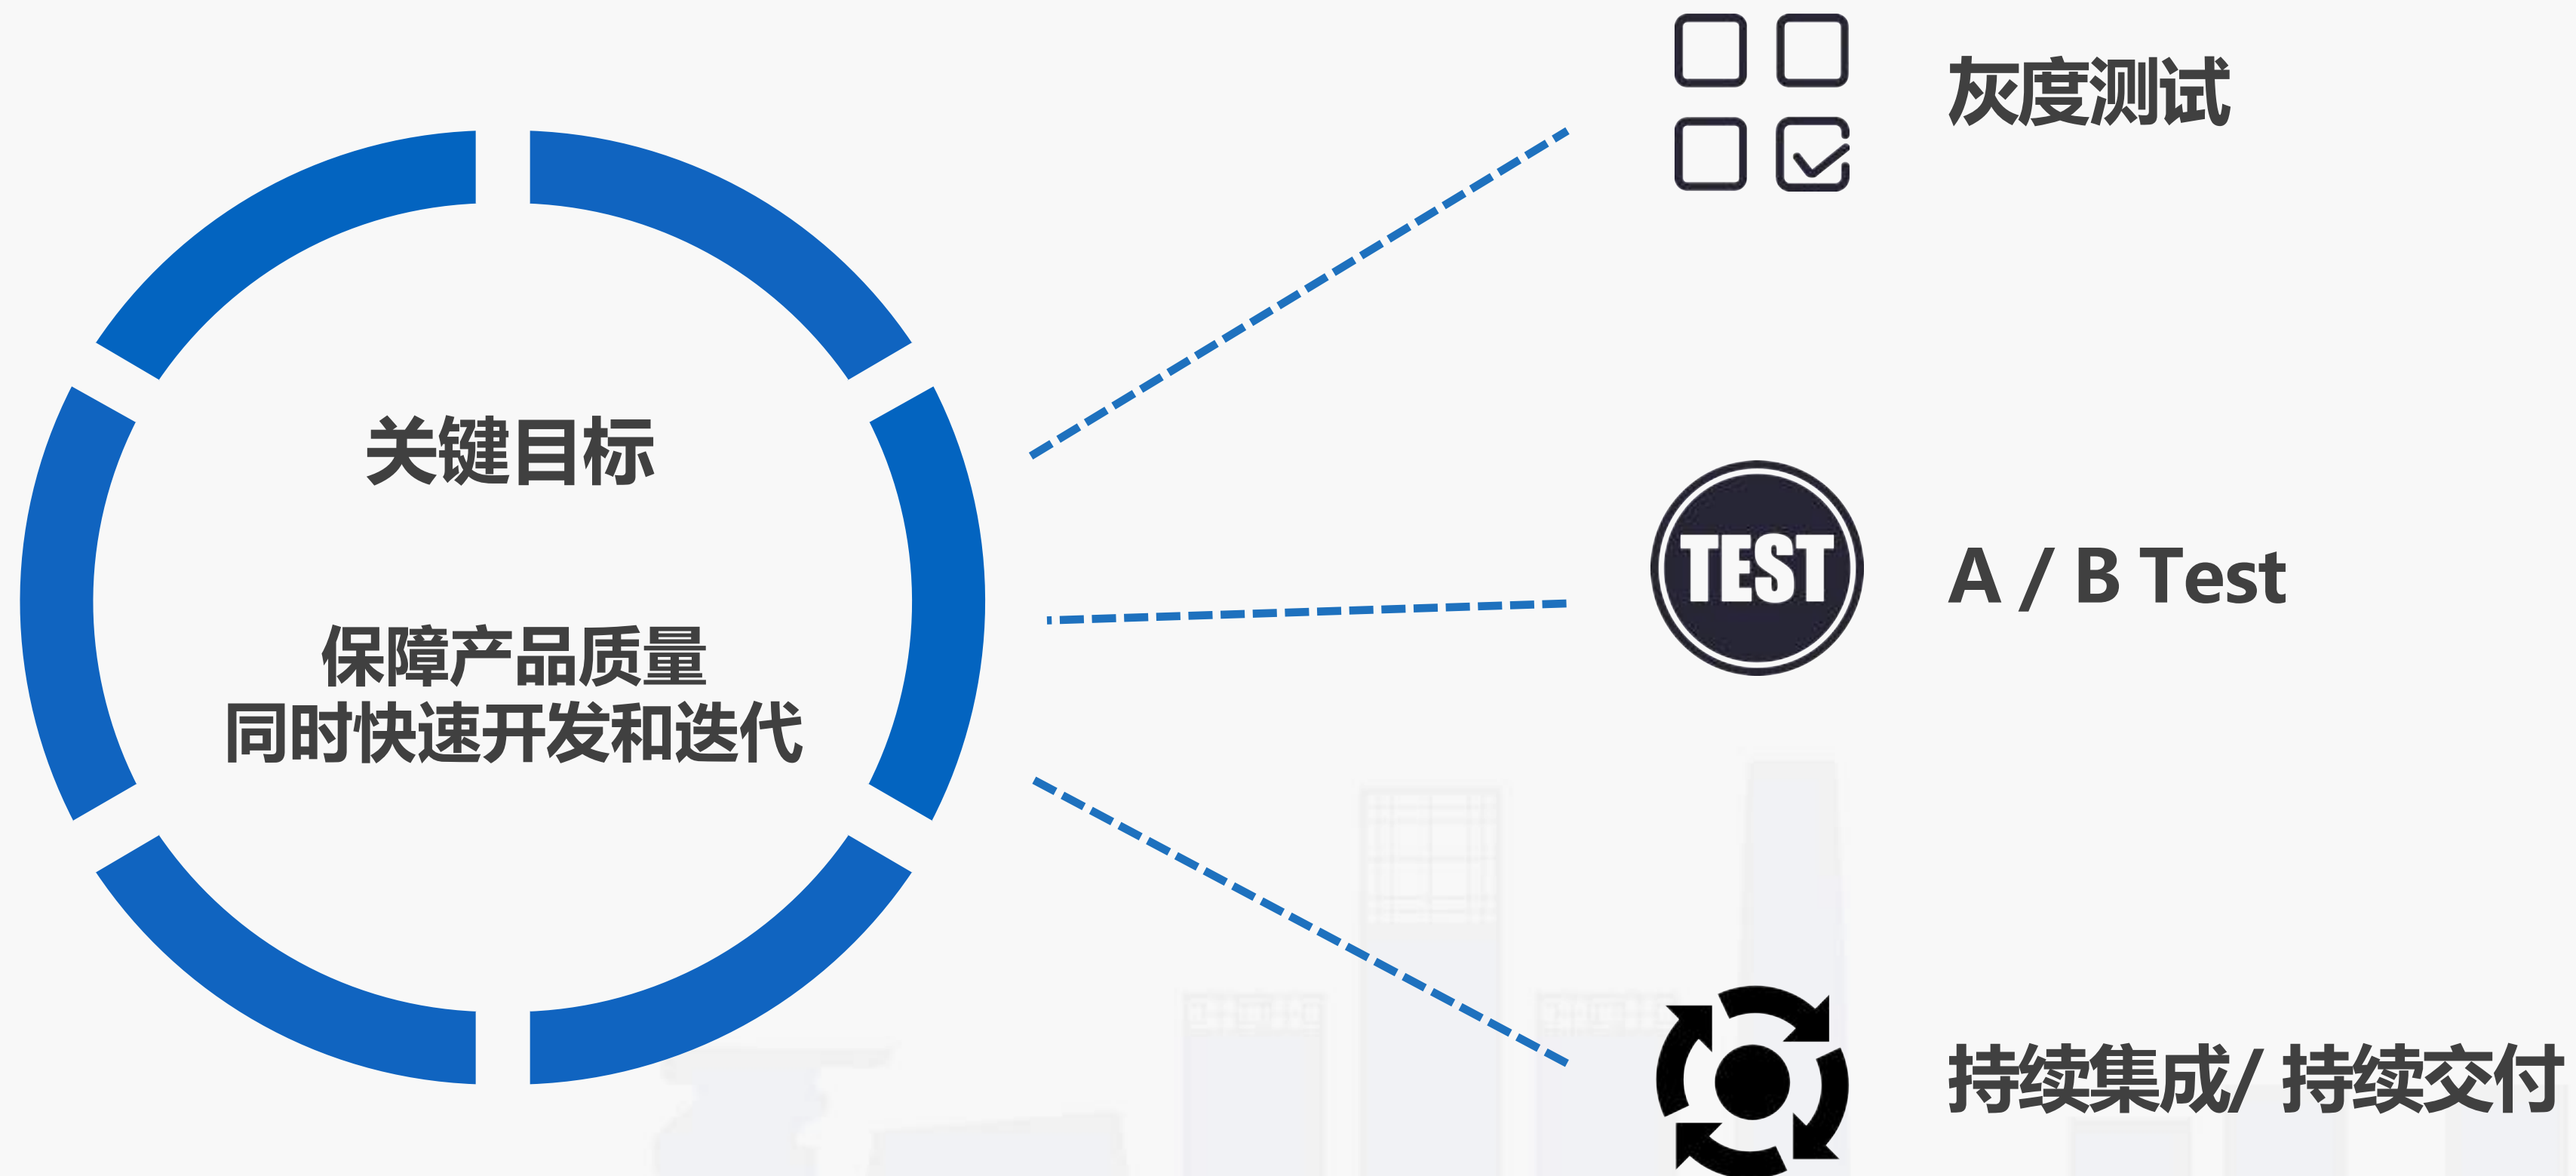 关键目标
保障产品质量
同时快速开发和迭代
灰度测试
TEST
A / B Test
持续集成/ 持续交付